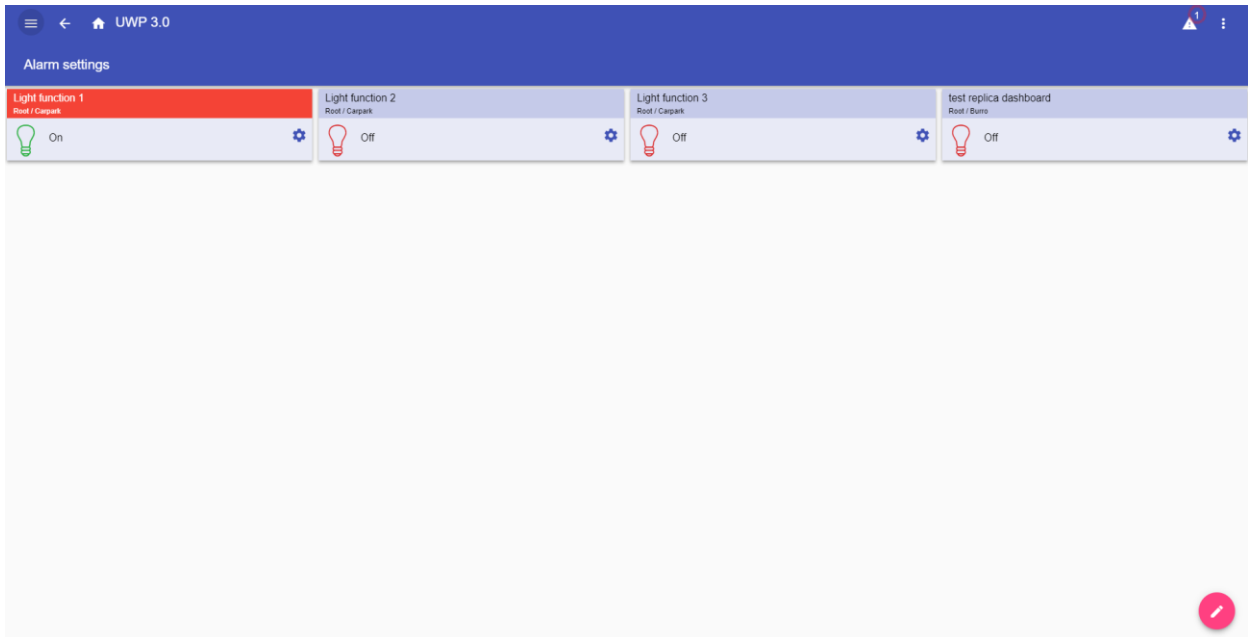 UWP 3.0
1
Alarm settings
Light function 1
Root / Carpark
On
Light function 2
Root / Carpark
Off
Light function 3
Root / Carpark
Off
test replica dashboard
Root / Burro
Off